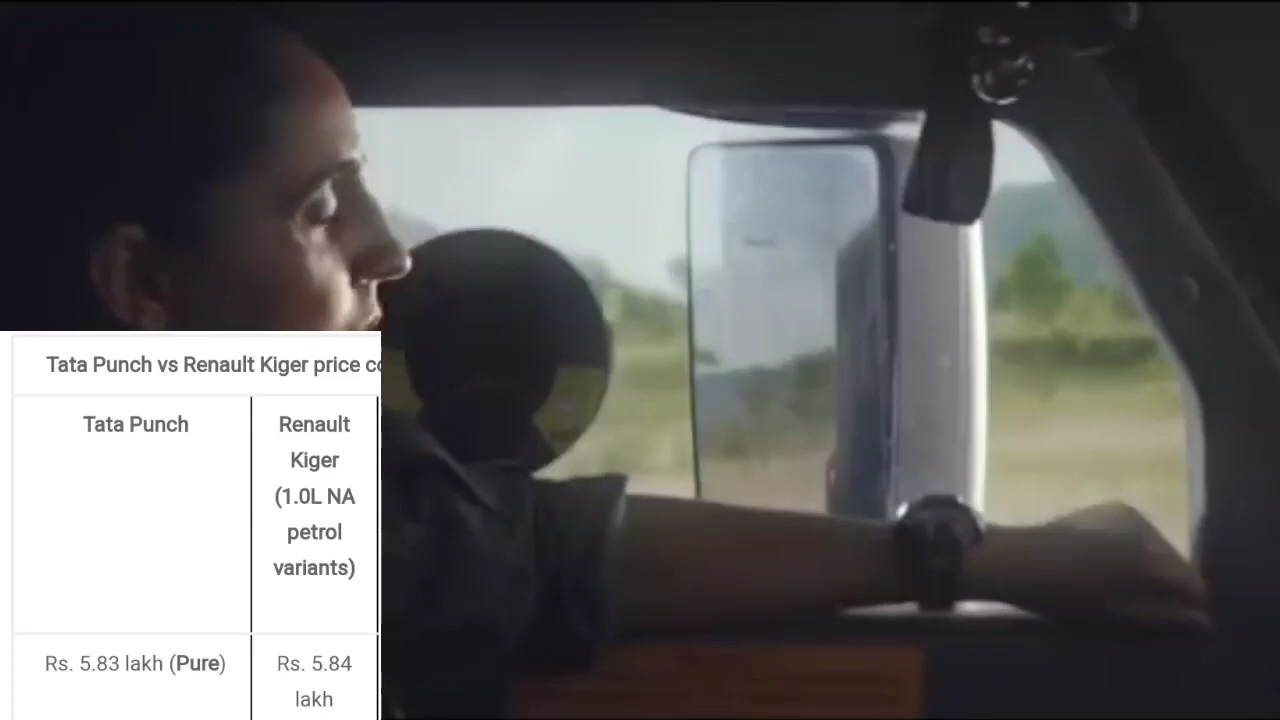 Tata Punch vs Renault Kiger price
Tata Punch
Renault
Kiger
(1.0L NA
petrol
variants)
Rs. 5.83 lakh (Pure)
Rs. 5.84
lakh